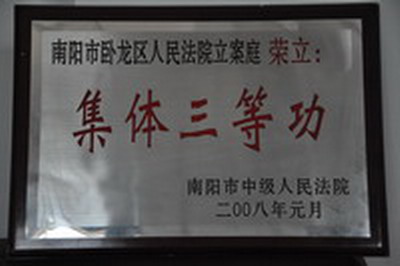 南阳市卧龙区人民法院立案庭 荣立:
集体三等功
南阳市中级人民法院
二00八年元月